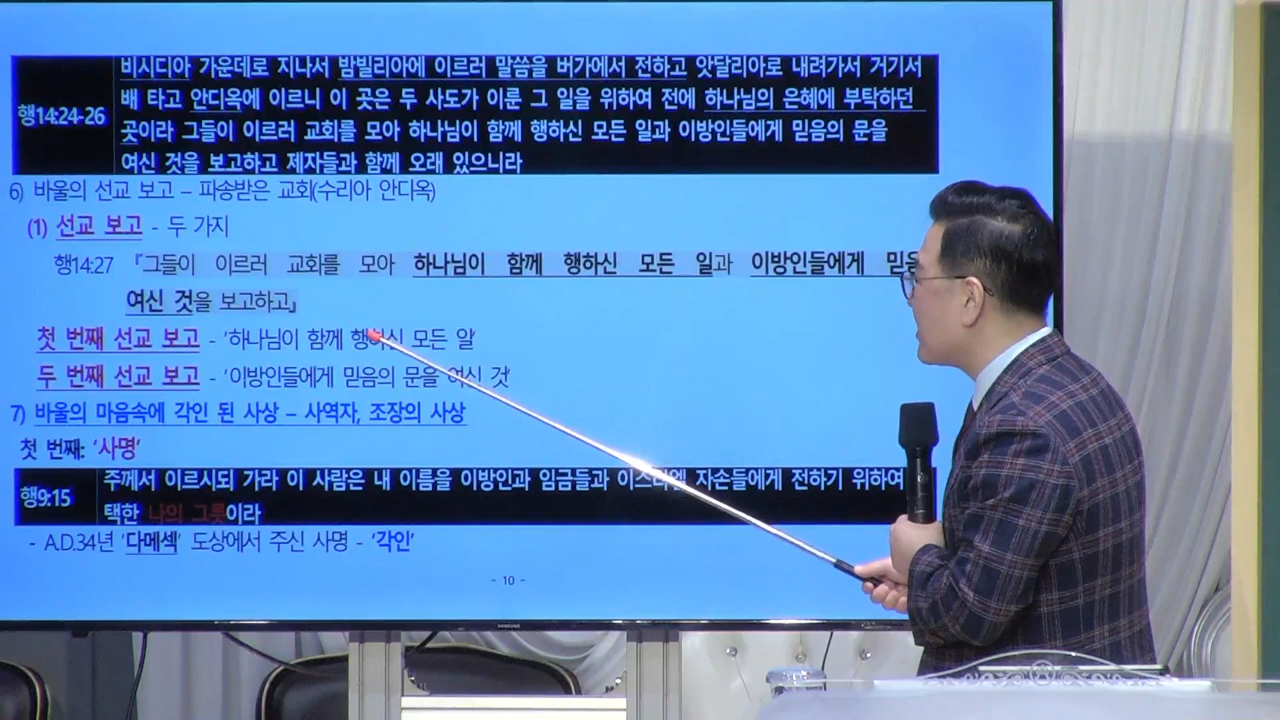 비시디아 가운데로 지나서 밤빌리아에 이르러 말씀을 버가에서 전하고 앗달리아로 내려가서 거기서
행14:24-26
배 타고 안디옥에 이르니 이 곳은 두 사도가 이룬 그 일을 위하여 전에 하나님의 은혜에 부탁하던
곳이라 그들이 이르러 교회를 모아 하나님이 함께 행하신 모든 일과 이방인들에게 믿음의 문을
여신 것을 보고하고 제자들과 함께 오래 있으니라
6) 바울의 선교 보고 – 파송받은 교회(수리아 안디옥)
(1) 선교 보고 - 두 가지
행14:27 『그들이 이르러 교회를 모아 하나님이 함께 행하신 모든 일과 이방인들에게
여신 것을 보고하고』
첫 번째 선교 보고 - '하나님이 함께 모든 일'
두 번째 선교 보고 - '이방인들에게 믿음의 문을 여신 것
7) 바울의 마음속에 각인 된 사상 – 사역자, 조장의 사상
첫 번째: '사명'
주께서 이르시되 가라 이 사람은 내 이름을 이방인과 임금들과 이스라엘 자손들에게 전하기 위하여
행9:15
택한 나의 그릇이라
- A.D.34년 '다메섹' 도상에서 주신 사명 - '각인'
- 10 -
SAMSUNG